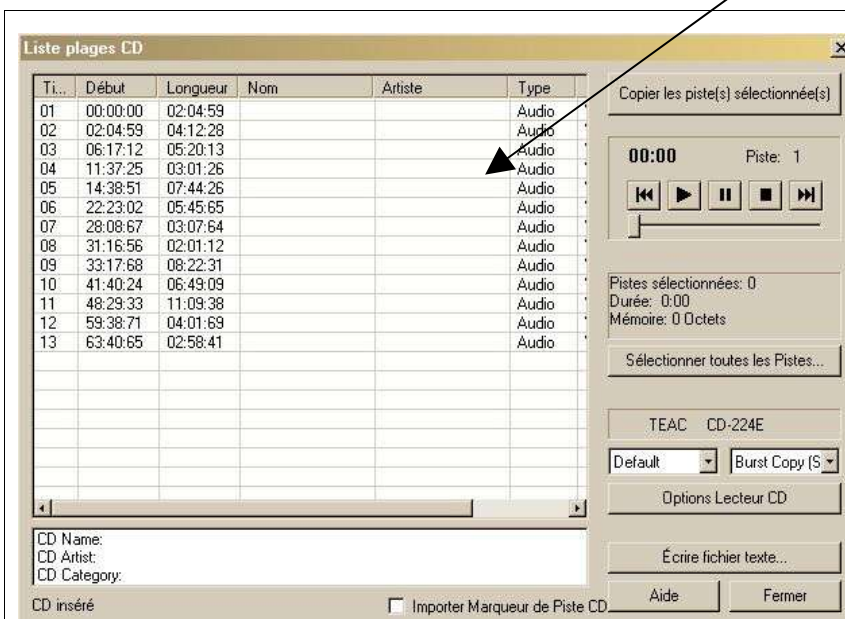 Liste plages CD
Ti... Début Longueur Nom Artiste Type
01 00:00:00 02:04:59 Audio
02 02:04:59 04:12:28 Audio
03 06:17:12 05:20:13 Audio
04 11:37:25 03:01:26 Audio
05 14:38:51 07:44:26 Audio
06 22:23:02 05:45:65 Audio
07 28:08:67 03:07:64 Audio
08 31:16:56 02:01:12 Audio
09 33:17:68 08:22:31 Audio
10 41:40:24 06:49:09 Audio
11 48:29:33 11:09:38 Audio
12 59:38:71 04:01:69 Audio
13 63:40:65 02:58:41 Audio
CD Name:
CD Artist:
CD Category:
CD inséré
Importer Marqueur de Piste CD
Copier les piste(s) sélectionnée(s)
00:00 Piste: 1
Pistes sélectionnées: 0
Durée: 0:00
Mémoire: 0 Octets
Sélectionner toutes les Pistes...
TEAC CD-224E
Default Burst Copy (S
Options Lecteur CD
Écrire fichier texte...
Aide Fermer